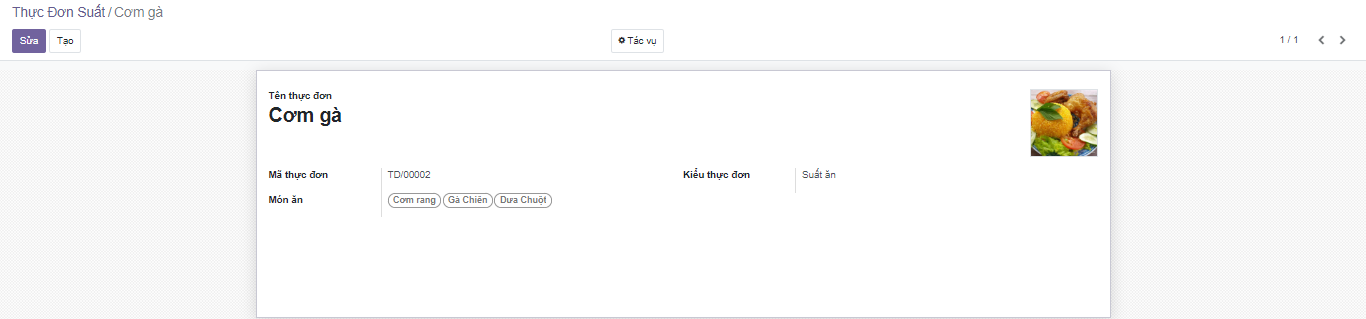 Thực Đơn Suất / Cơm gà
Sửa Tạo Tác vụ 1 / 1
Tên thực đơn
Cơm gà
Mã thực đơn TD/00002 Kiểu thực đơn Suất ăn
Món ăn Cơm rang Gà Chiên Dưa Chuột